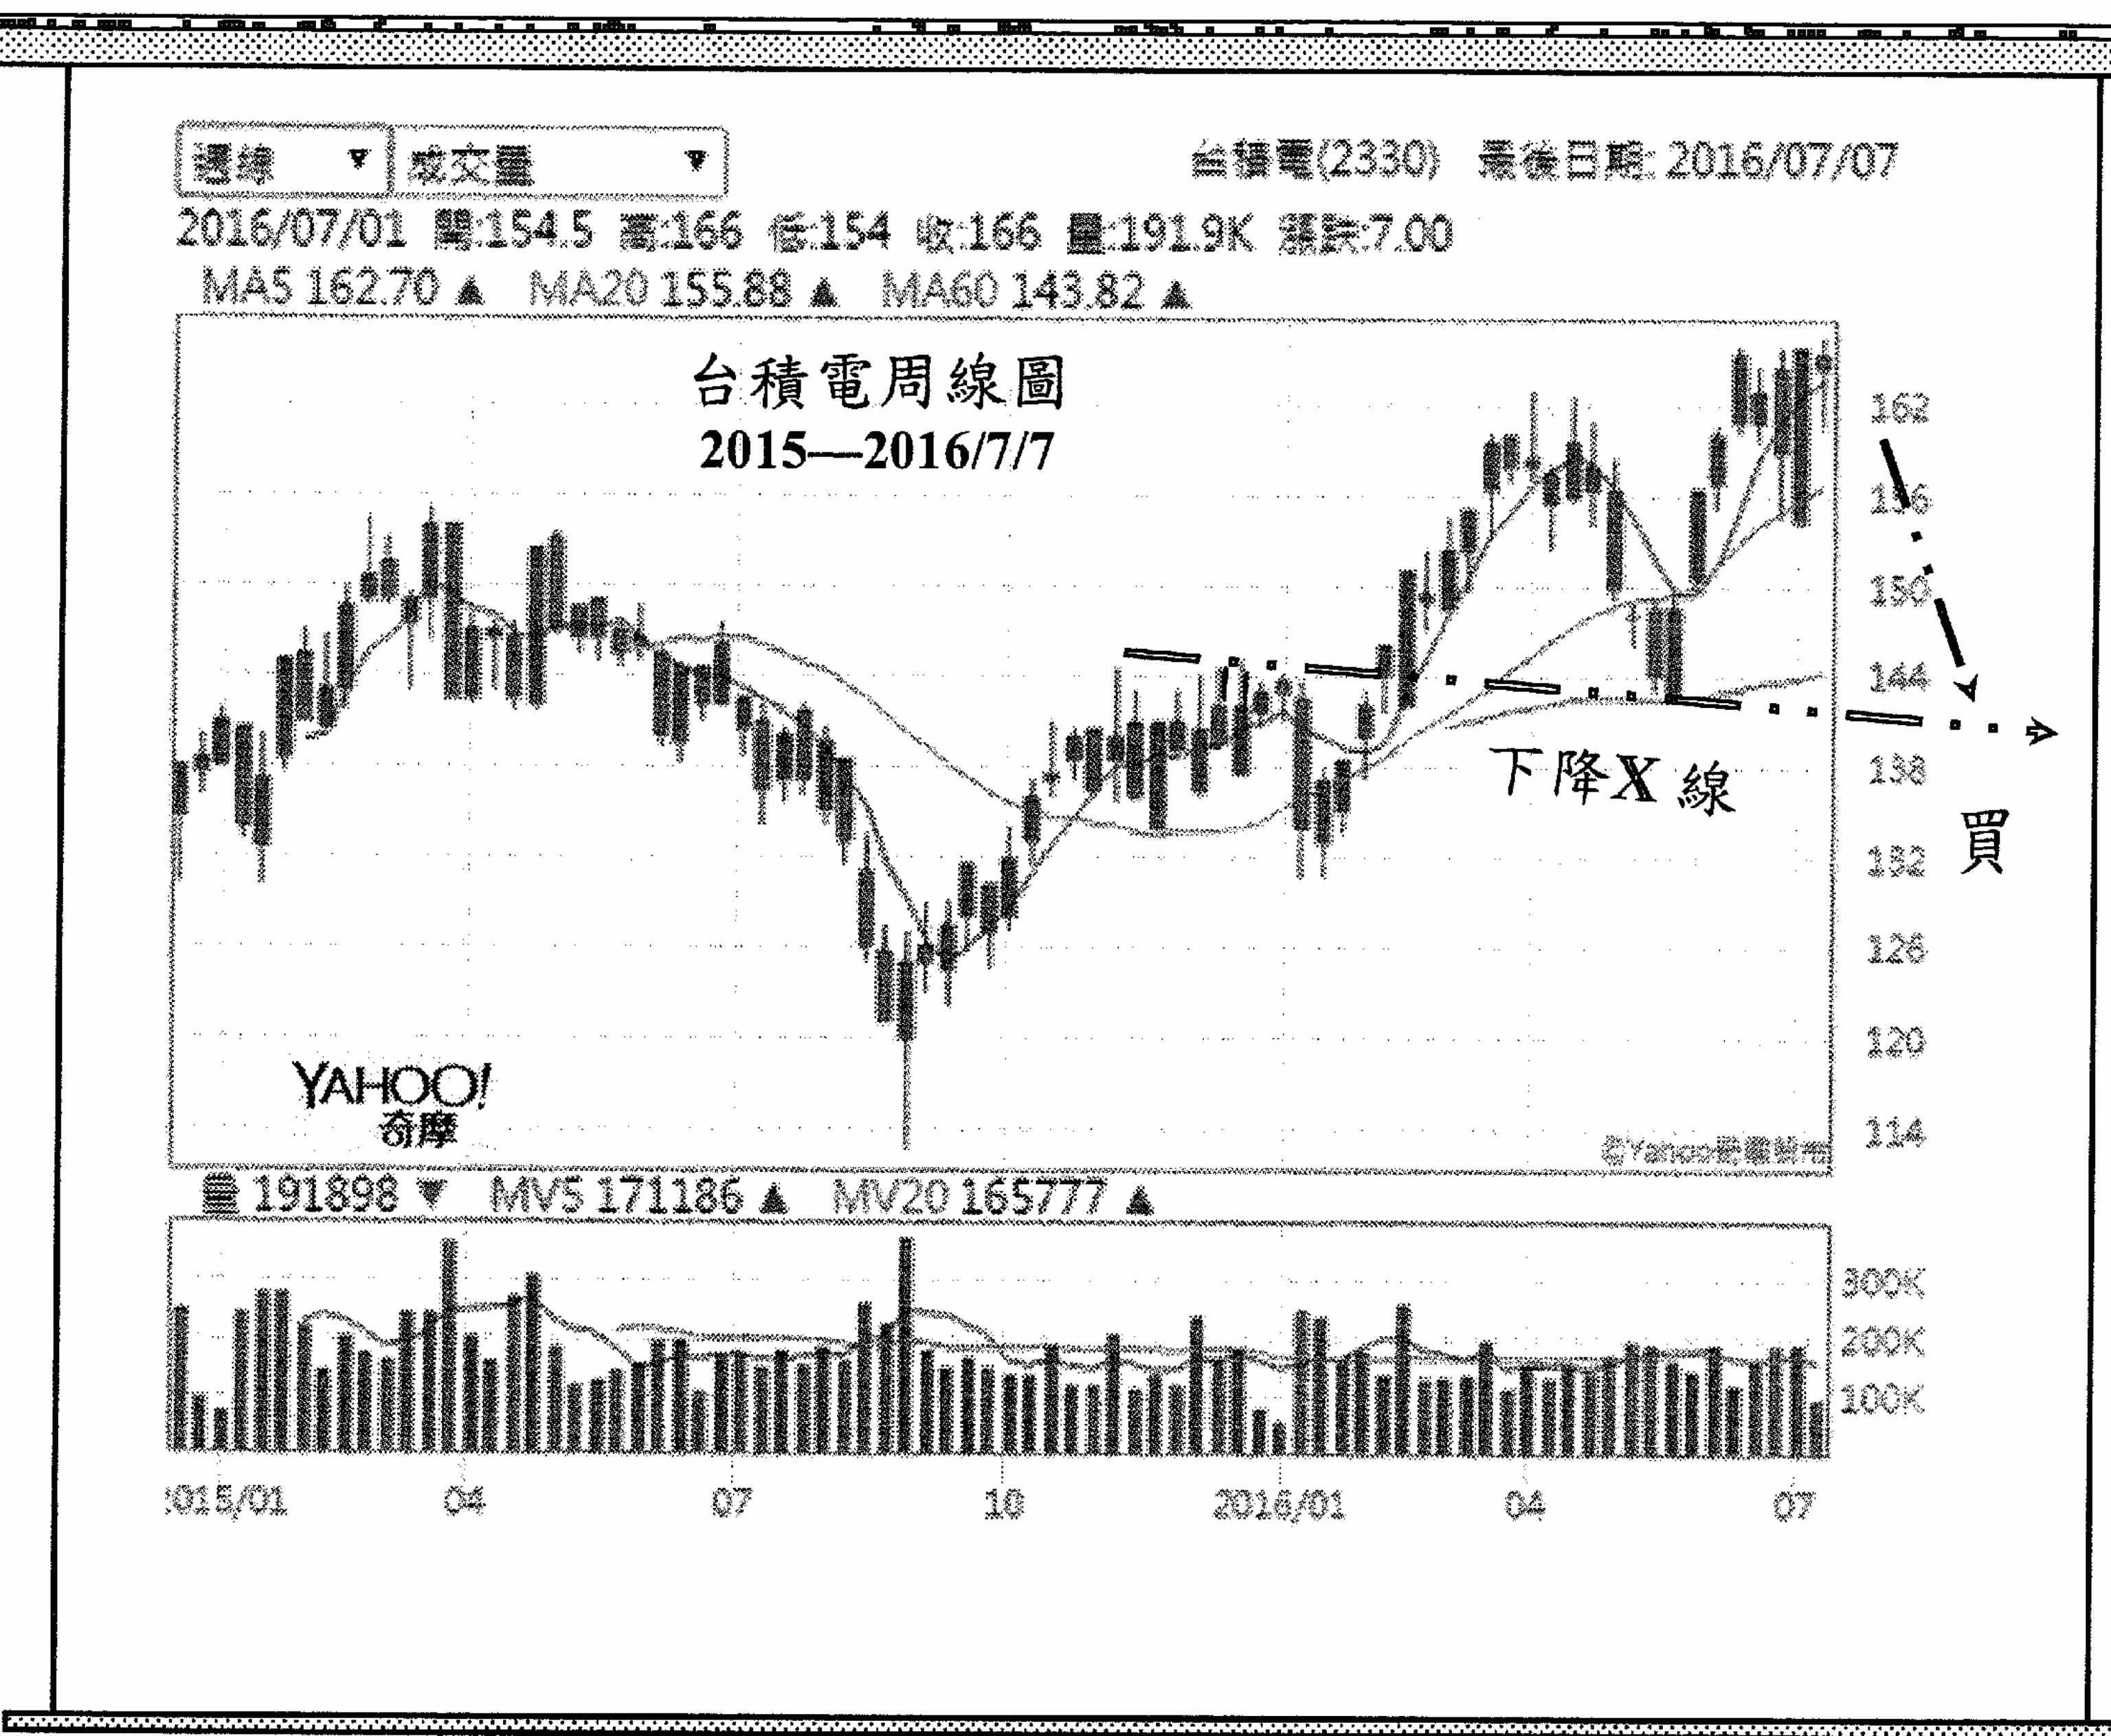 週線 ▼ 成交量 ▼ 台積電(2330) 最後日期: 2016/07/07
2016/07/01 開:154.5 高:166 低:154 收:166 量:191.9K 漲跌:7.00
MA5 162.70 ▲ MA20 155.88 ▲ MA60 143.82 ▲
台積電周線圖
2015—2016/7/7
162
156
150
144
下降X線
138
買
132
126
120
YAHOO!
奇摩
114
©Yahoo
量 191898 ▼ MV5 171186 ▲ MV20 165777 ▲
300K
200K
100K
2015/01 04 07 10 2016/01 04 07